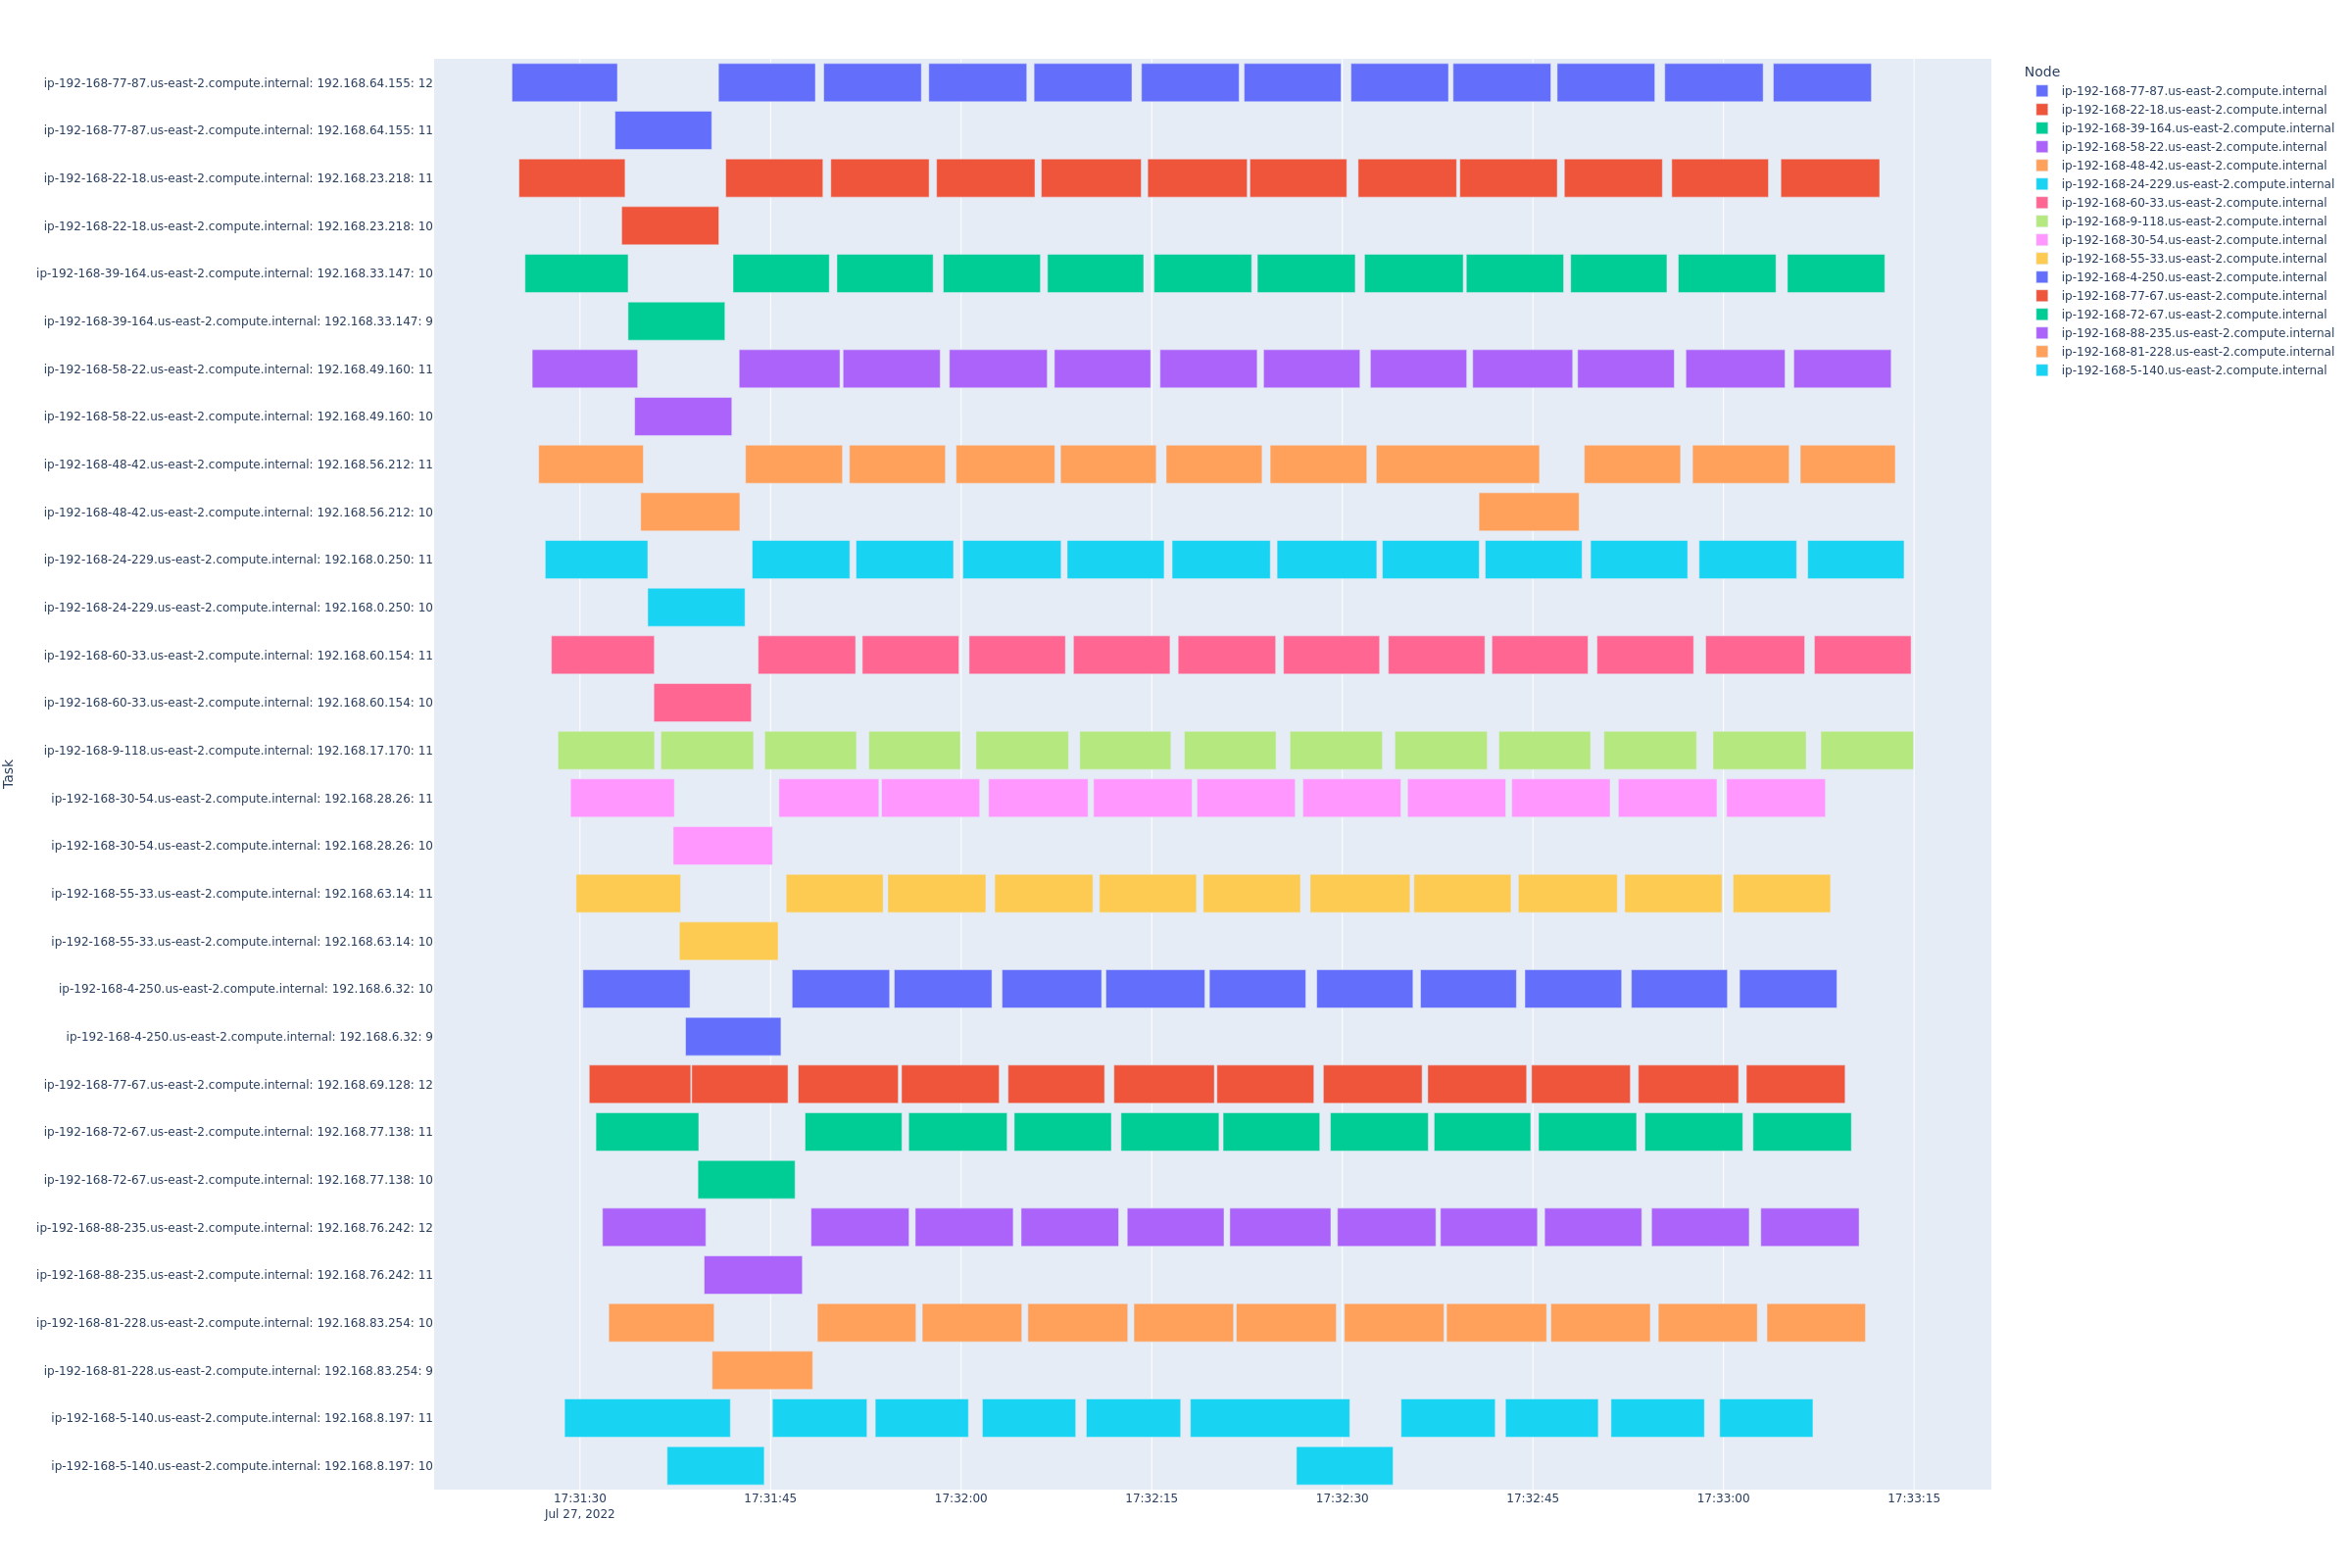 ip-192-168-77-87.us-east-2.compute.internal: 192.168.64.155: 12
ip-192-168-77-87.us-east-2.compute.internal: 192.168.64.155: 11
ip-192-168-22-18.us-east-2.compute.internal: 192.168.23.218: 11
ip-192-168-22-18.us-east-2.compute.internal: 192.168.23.218: 10
ip-192-168-39-164.us-east-2.compute.internal: 192.168.33.147: 10
ip-192-168-39-164.us-east-2.compute.internal: 192.168.33.147: 9
ip-192-168-58-22.us-east-2.compute.internal: 192.168.49.160: 11
ip-192-168-58-22.us-east-2.compute.internal: 192.168.49.160: 10
ip-192-168-48-42.us-east-2.compute.internal: 192.168.56.212: 11
ip-192-168-48-42.us-east-2.compute.internal: 192.168.56.212: 10
ip-192-168-24-229.us-east-2.compute.internal: 192.168.0.250: 11
ip-192-168-24-229.us-east-2.compute.internal: 192.168.0.250: 10
ip-192-168-60-33.us-east-2.compute.internal: 192.168.60.154: 11
ip-192-168-60-33.us-east-2.compute.internal: 192.168.60.154: 10
ip-192-168-9-118.us-east-2.compute.internal: 192.168.17.170: 11
ip-192-168-30-54.us-east-2.compute.internal: 192.168.28.26: 11
ip-192-168-30-54.us-east-2.compute.internal: 192.168.28.26: 10
ip-192-168-55-33.us-east-2.compute.internal: 192.168.63.14: 11
ip-192-168-55-33.us-east-2.compute.internal: 192.168.63.14: 10
ip-192-168-4-250.us-east-2.compute.internal: 192.168.6.32: 10
ip-192-168-4-250.us-east-2.compute.internal: 192.168.6.32: 9
ip-192-168-77-67.us-east-2.compute.internal: 192.168.69.128: 12
ip-192-168-72-67.us-east-2.compute.internal: 192.168.77.138: 11
ip-192-168-72-67.us-east-2.compute.internal: 192.168.77.138: 10
ip-192-168-88-235.us-east-2.compute.internal: 192.168.76.242: 12
ip-192-168-88-235.us-east-2.compute.internal: 192.168.76.242: 11
ip-192-168-81-228.us-east-2.compute.internal: 192.168.83.254: 10
ip-192-168-81-228.us-east-2.compute.internal: 192.168.83.254: 9
ip-192-168-5-140.us-east-2.compute.internal: 192.168.8.197: 11
ip-192-168-5-140.us-east-2.compute.internal: 192.168.8.197: 10
Task
17:31:30 17:31:45 17:32:00 17:32:15 17:32:30 17:32:45 17:33:00 17:33:15
Jul 27, 2022
Node
ip-192-168-77-87.us-east-2.compute.internal
ip-192-168-22-18.us-east-2.compute.internal
ip-192-168-39-164.us-east-2.compute.internal
ip-192-168-58-22.us-east-2.compute.internal
ip-192-168-48-42.us-east-2.compute.internal
ip-192-168-24-229.us-east-2.compute.internal
ip-192-168-60-33.us-east-2.compute.internal
ip-192-168-9-118.us-east-2.compute.internal
ip-192-168-30-54.us-east-2.compute.internal
ip-192-168-55-33.us-east-2.compute.internal
ip-192-168-4-250.us-east-2.compute.internal
ip-192-168-77-67.us-east-2.compute.internal
ip-192-168-72-67.us-east-2.compute.internal
ip-192-168-88-235.us-east-2.compute.internal
ip-192-168-81-228.us-east-2.compute.internal
ip-192-168-5-140.us-east-2.compute.internal